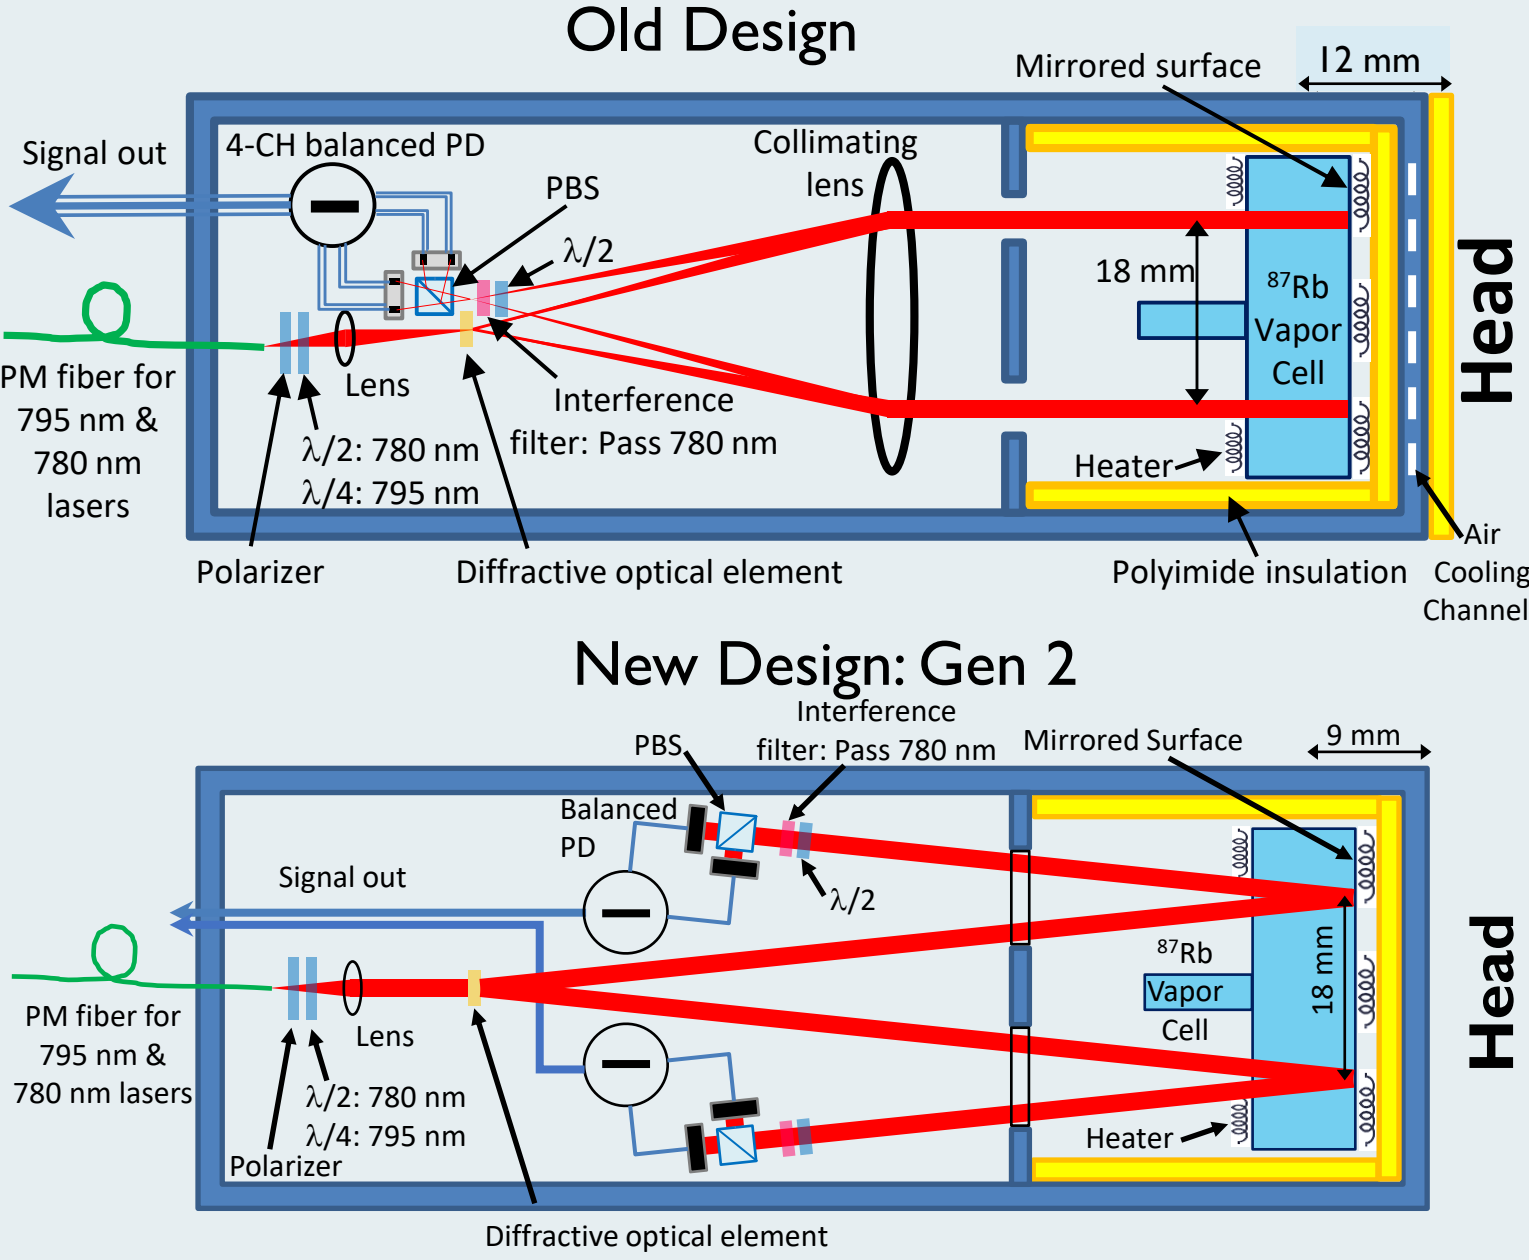 Old Design
12 mm
Mirrored surface
Signal out
4-CH balanced PD
Collimating
lens
PBS
λ/2
18 mm
87Rb
Vapor
Cell
Head
PM fiber for
795 nm &
780 nm
lasers
Lens
Interference
filter: Pass 780 nm
λ/2: 780 nm
λ/4: 795 nm
Heater
Polarizer
Diffractive optical element
Polyimide insulation
Air
Cooling
Channel
New Design: Gen 2
Interference
filter: Pass 780 nm
PBS
Mirrored Surface
9 mm
Balanced
PD
Signal out
λ/2
87Rb
Vapor
Cell
18 mm
Head
PM fiber for
795 nm &
780 nm lasers
Lens
λ/2: 780 nm
λ/4: 795 nm
Heater
Polarizer
Diffractive optical element